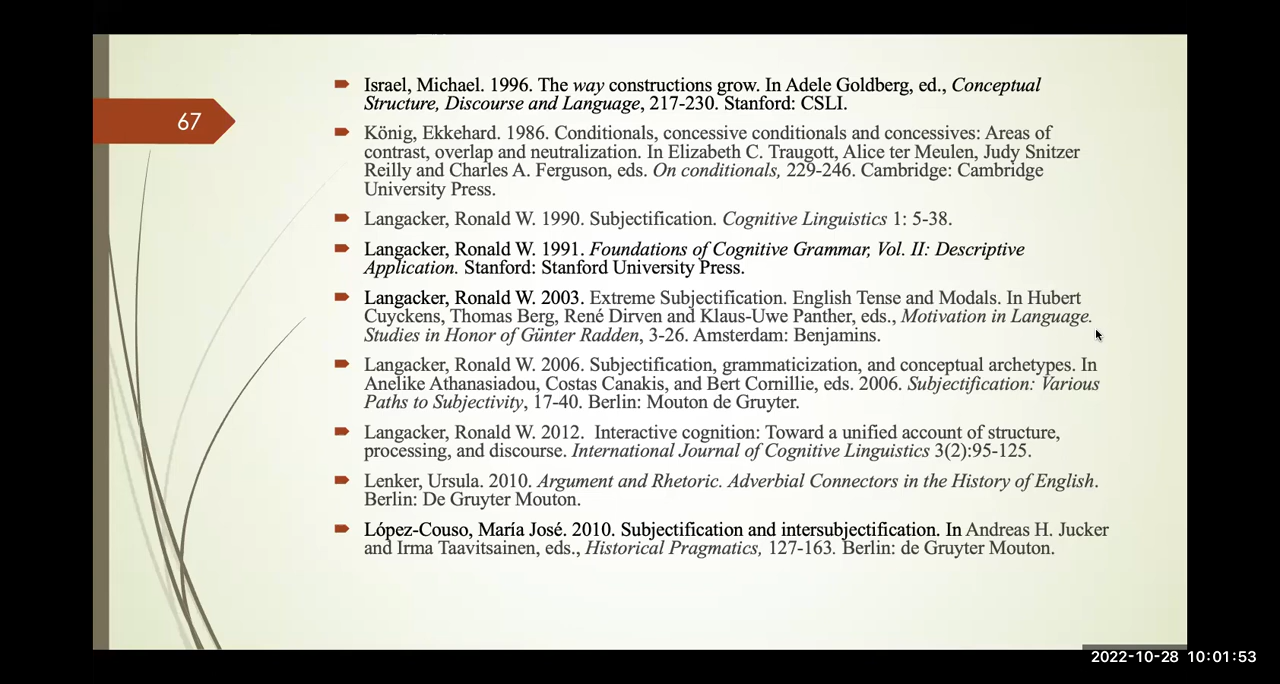 67
Israel, Michael. 1996. The way constructions grow. In Adele Goldberg, ed., Conceptual
Structure, Discourse and Language, 217-230. Stanford: CSLI.
König, Ekkehard. 1986. Conditionals, concessive conditionals and concessives: Areas of
contrast, overlap and neutralization. In Elizabeth C. Traugott, Alice ter Meulen, Judy Snitzer
Reilly and Charles A. Ferguson, eds. On conditionals, 229-246. Cambridge: Cambridge
University Press.
Langacker, Ronald W. 1990. Subjectification. Cognitive Linguistics 1: 5-38.
Langacker, Ronald W. 1991. Foundations of Cognitive Grammar, Vol. II: Descriptive
Application. Stanford: Stanford University Press.
Langacker, Ronald W. 2003. Extreme Subjectification. English Tense and Modals. In Hubert
Cuyckens, Thomas Berg, René Dirven and Klaus-Uwe Panther, eds., Motivation in Language.
Studies in Honor of Günter Radden, 3-26. Amsterdam: Benjamins.
Langacker, Ronald W. 2006. Subjectification, grammaticization, and conceptual archetypes. In
Anelike Athanasiadou, Costas Canakis, and Bert Cornillie, eds. 2006. Subjectification: Various
Paths to Subjectivity, 17-40. Berlin: Mouton de Gruyter.
Langacker, Ronald W. 2012. Interactive cognition: Toward a unified account of structure,
processing, and discourse. International Journal of Cognitive Linguistics 3(2):95-125.
Lenker, Ursula. 2010. Argument and Rhetoric. Adverbial Connectors in the History of English.
Berlin: De Gruyter Mouton.
López-Couso, María José. 2010. Subjectification and intersubjectification. In Andreas H. Jucker
and Irma Taavitsainen, eds., Historical Pragmatics, 127-163. Berlin: de Gruyter Mouton.
2022-10-28 10:01:53